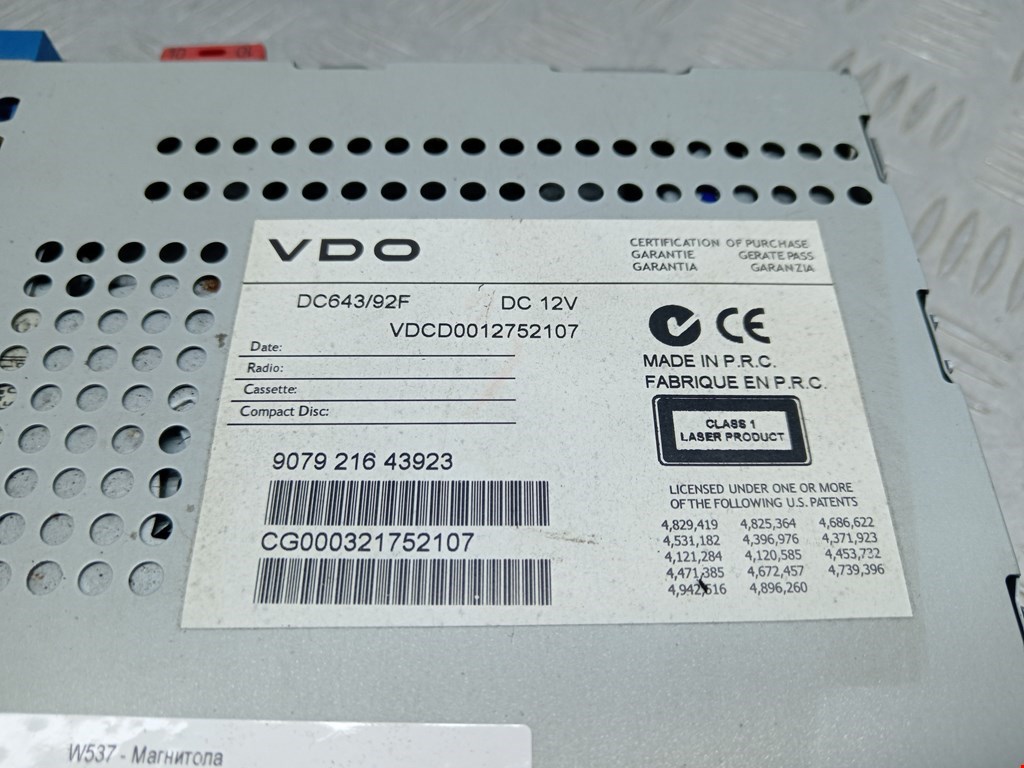 VDO
CERTIFICATION OF PURCHASE
GARANTIE GERATE PASS
GARANTIA GARANZIA
DC643/92F DC 12V
VDCD0012752107
Date:
Radio:
Cassette:
Compact Disc:
CE
MADE IN P.R.C.
FABRIQUE EN P.R.C.
CLASS 1
LASER PRODUCT
9079 216 43923
CG000321752107
LICENSED UNDER ONE OR MORE
OF THE FOLLOWING U.S. PATENTS
4,829,419 4,825,364 4,686,622
4,531,182 4,396,976 4,371,923
4,121,284 4,120,585 4,453,732
4,471,385 4,672,457 4,739,396
4,942,616 4,896,260
W537 - Магнитола